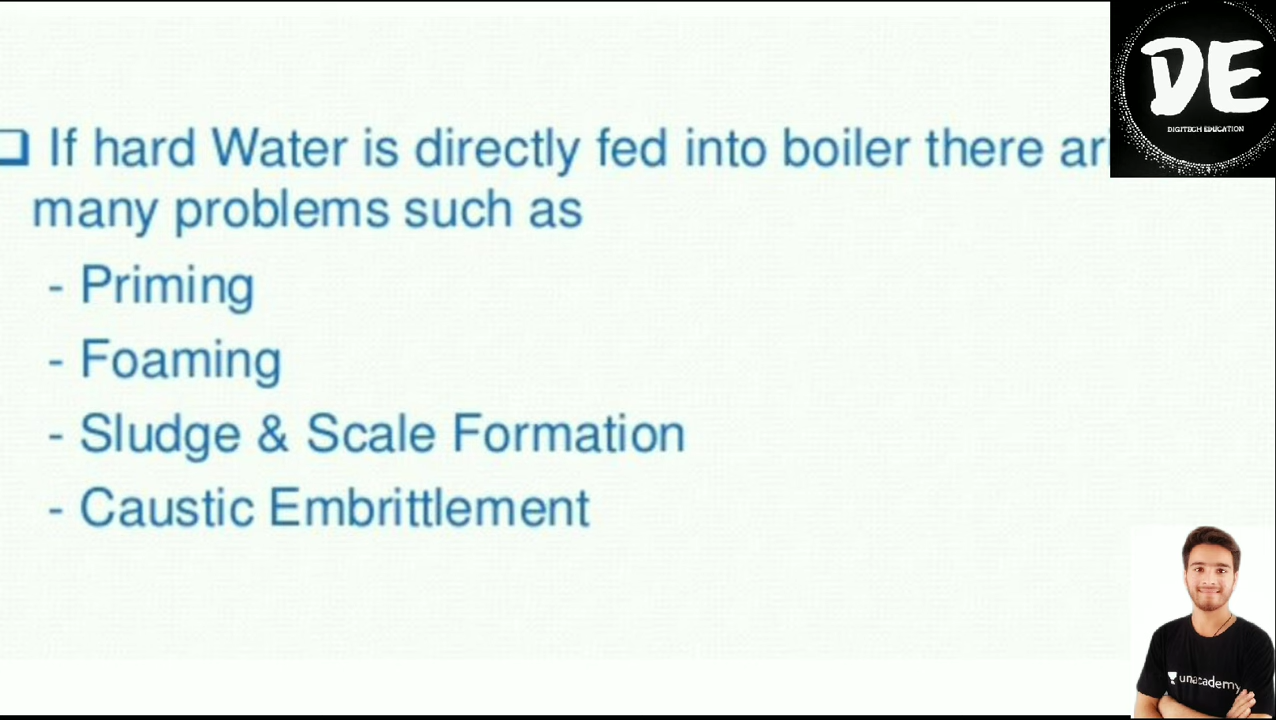 If hard Water is directly fed into boiler there ari
many problems such as
- Priming
- Foaming
- Sludge & Scale Formation
- Caustic Embrittlement
DE
DIGITECH EDUCATION
unacademy